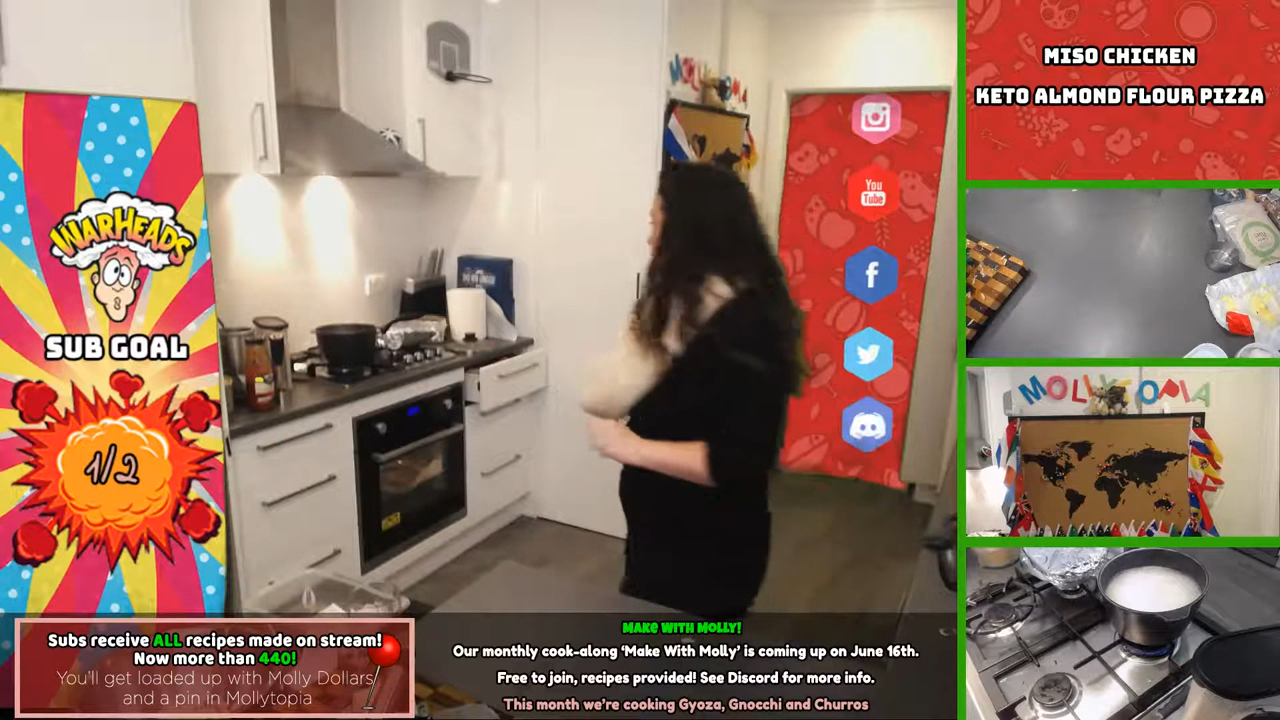 MISO CHICKEN
KETO ALMOND FLOUR PIZZA
MOLLYTOPIA
WARHEADS
SUB GOAL
1/2
You
Tube
MOLLYTOPIA
Subs receive ALL recipes made on stream!
Now more than 440!
You'll get loaded up with Molly Dollars
and a pin in Mollytopia
MAKE WITH MOLLY!
Our monthly cook-along ‘Make With Molly’ is coming up on June 16th.
Free to join, recipes provided! See Discord for more info.
This month we're cooking Gyoza, Gnocchi and Churros